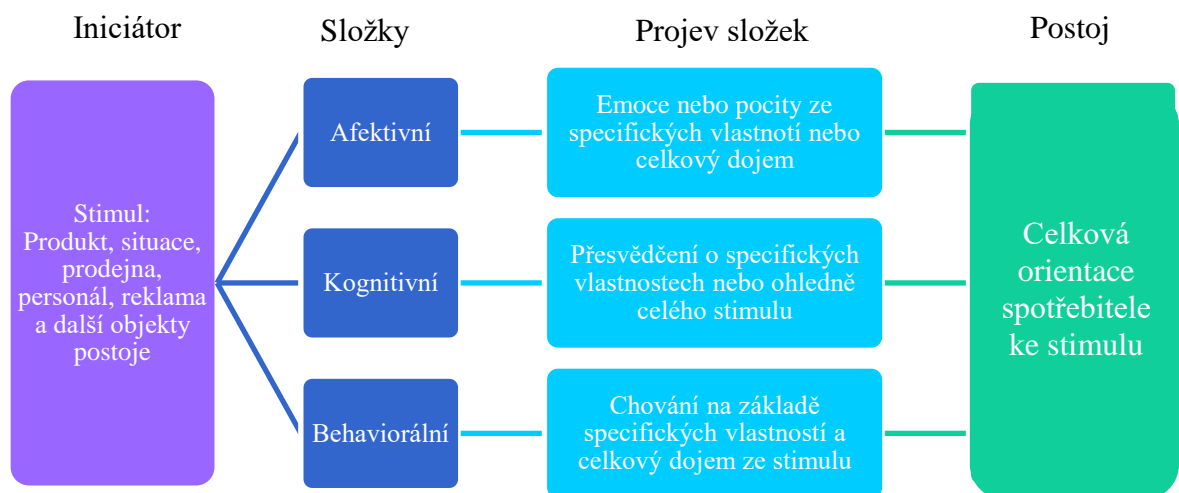 Iniciátor
Složky
Projev složek
Postoj
Stimul:
Produkt, situace,
prodejna,
personál, reklama
a další objekty
postoje
Afektivní
Emoce nebo pocity ze
specifických vlastnotí nebo
celkový dojem
Kognitivní
Přesvědčení o specifických
vlastnostech nebo ohledně
celého stimulu
Behaviorální
Chování na základě
specifických vlastností a
celkový dojem ze stimulu
Celková
orientace
spotřebitele
ke stimulu